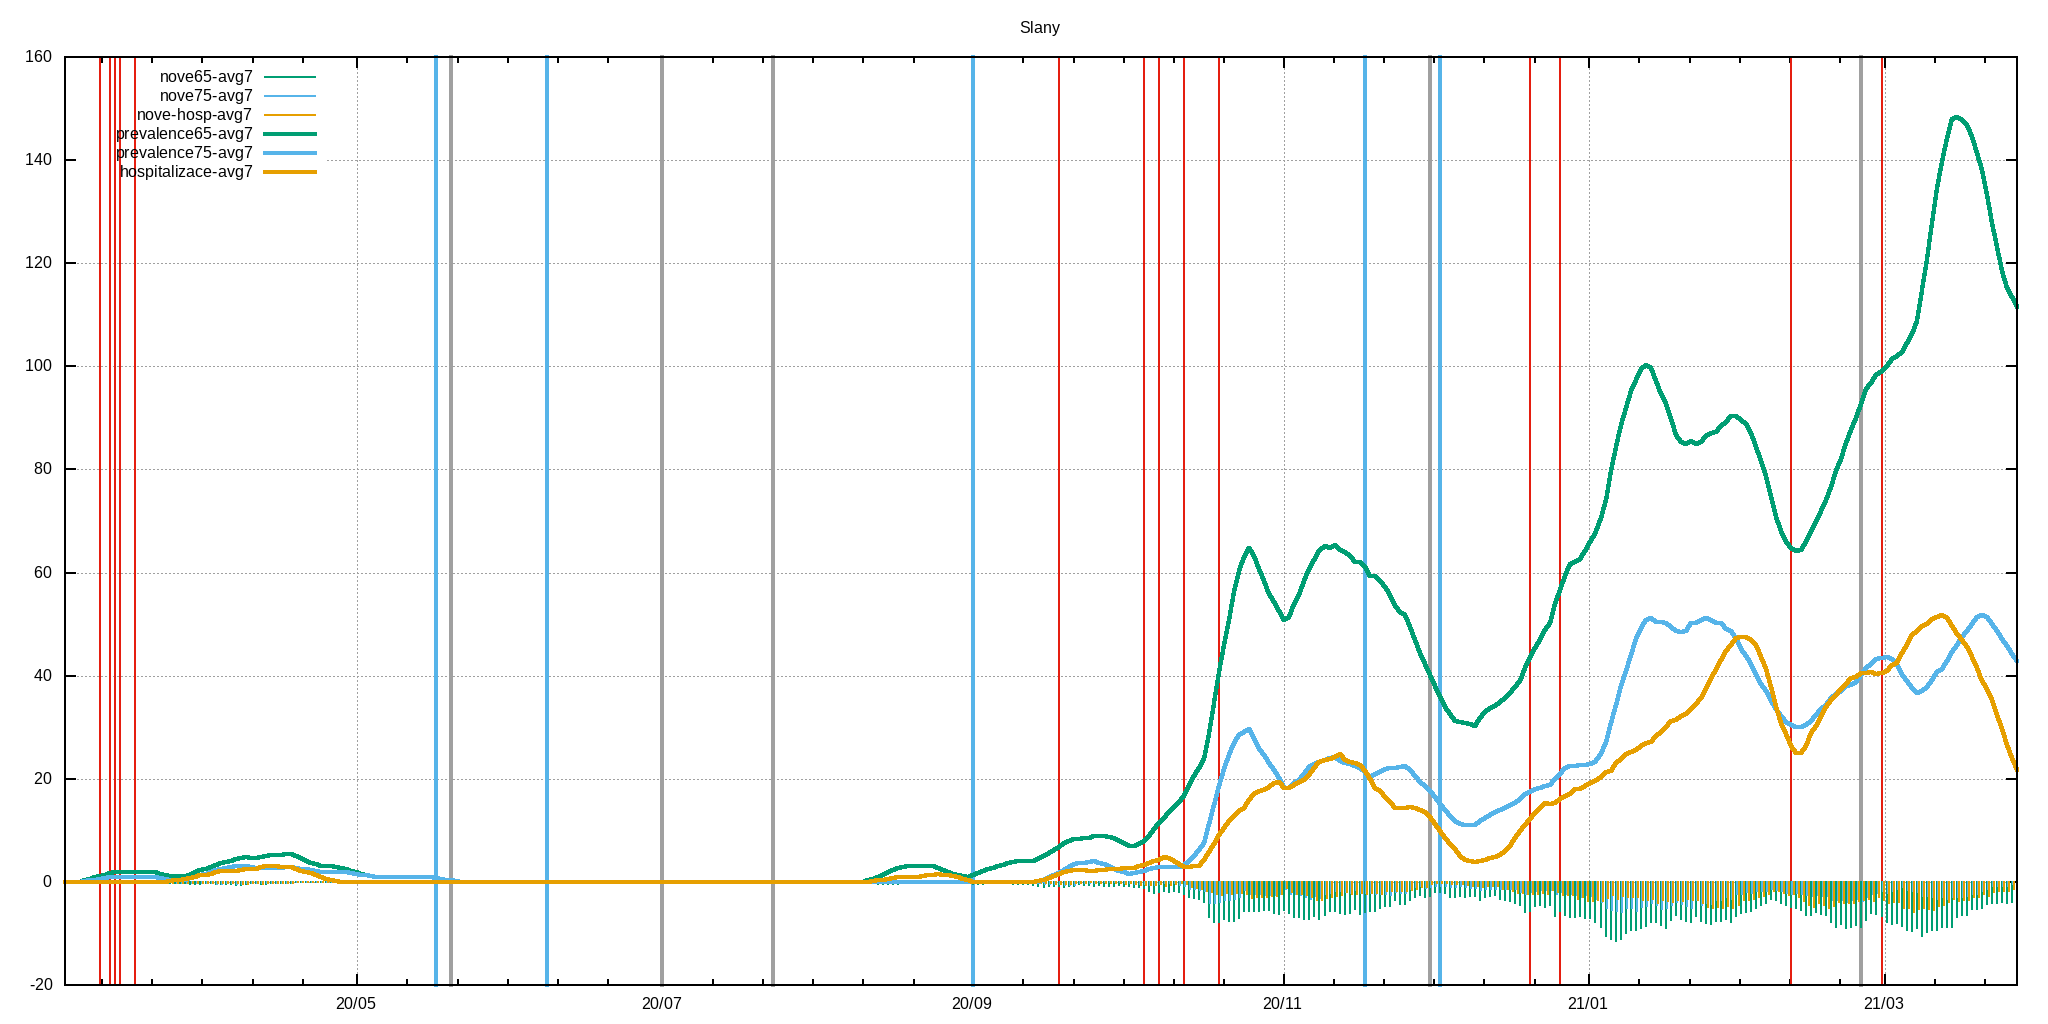 Slany
160
140
120
100
80
60
40
20
0
-20
nove65-avg7
nove75-avg7
nove-hosp-avg7
prevalence65-avg7
prevalence75-avg7
hospitalizace-avg7
20/05
20/07
20/09
20/11
21/01
21/03